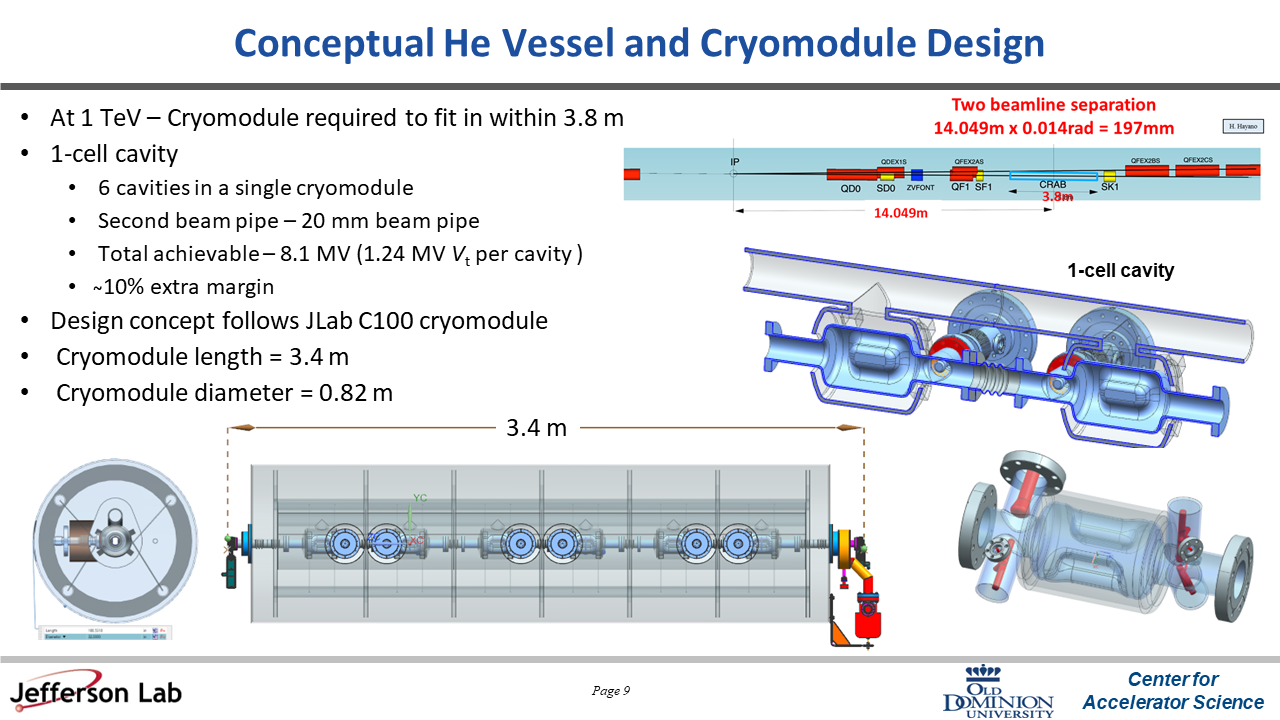 Conceptual He Vessel and Cryomodule Design
• At 1 TeV – Cryomodule required to fit in within 3.8 m
• 1-cell cavity
• 6 cavities in a single cryomodule
• Second beam pipe – 20 mm beam pipe
• Total achievable – 8.1 MV (1.24 MV Vt per cavity )
• ~10% extra margin
• Design concept follows JLab C100 cryomodule
• Cryomodule length = 3.4 m
• Cryomodule diameter = 0.82 m
Two beamline separation
14.049m x 0.014rad = 197mm
H. Hayano
IP
QDEX1S
QFEX2AS
QFEX2BS
QFEX2CS
QD0
SD0
ZVFONT
QF1
SF1
CRAB
SK1
3.8m
14.049m
1-cell cavity
3.4 m
YC
XC
Length
Diameter
Jefferson Lab
Page 9
OLD
DOMINION
UNIVERSITY
Center for
Accelerator Science